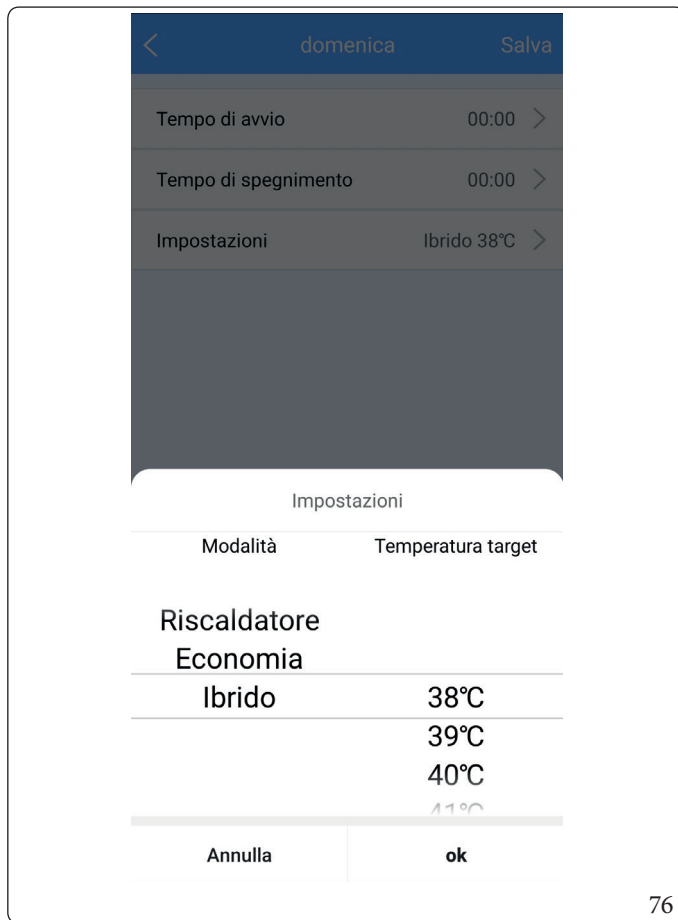 domenica Salva
Tempo di avvio 00:00
Tempo di spegnimento 00:00
Impostazioni Ibrido 38℃
Impostazioni
Modalità Temperatura target
Riscaldatore
Economia
Ibrido 38℃
39℃
40℃
41℃
Annulla ok
76